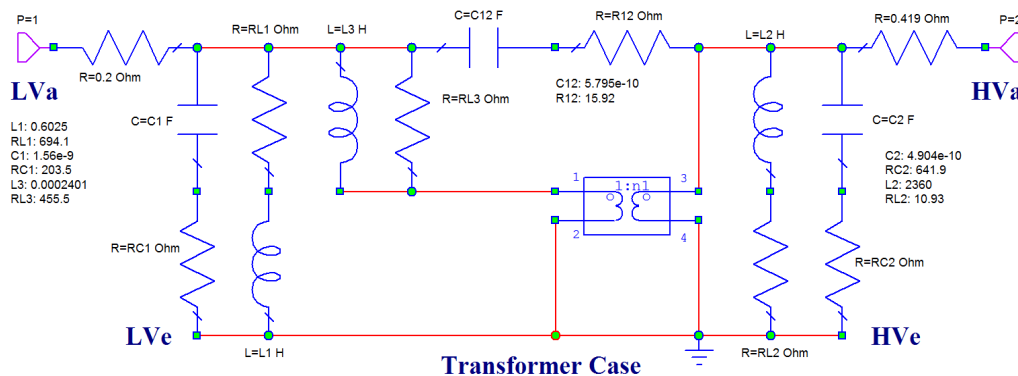 P=1
R=0.2 Ohm
LVa
L1: 0.6025
RL1: 694.1
C1: 1.56e-9
RC1: 203.5
L3: 0.0002401
RL3: 455.5
C=C1 F
R=RC1 Ohm
LVe
R=RL1 Ohm
L=L1 H
L=L3 H
R=RL3 Ohm
C=C12 F
R=R12 Ohm
C12: 5.795e-10
R12: 15.92
1
1:n1
3
2
4
Transformer Case
L=L2 H
R=RL2 Ohm
R=0.419 Ohm
P=2
HVa
C=C2 F
C2: 4.904e-10
RC2: 641.9
L2: 2360
RL2: 10.93
R=RC2 Ohm
HVe